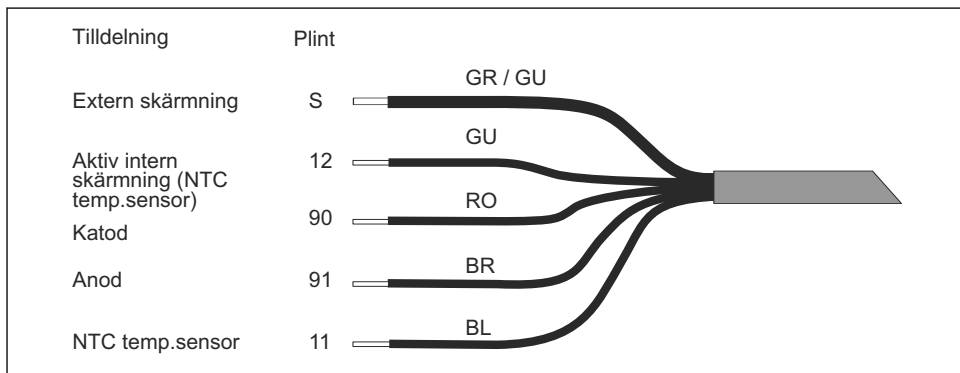 Tilldelning Plint
GR / GU
Extern skärmning S
GU
Aktiv intern 12
skärmning (NTC
temp.sensor)
RO
90
Katod
BR
Anod 91
BL
NTC temp.sensor 11